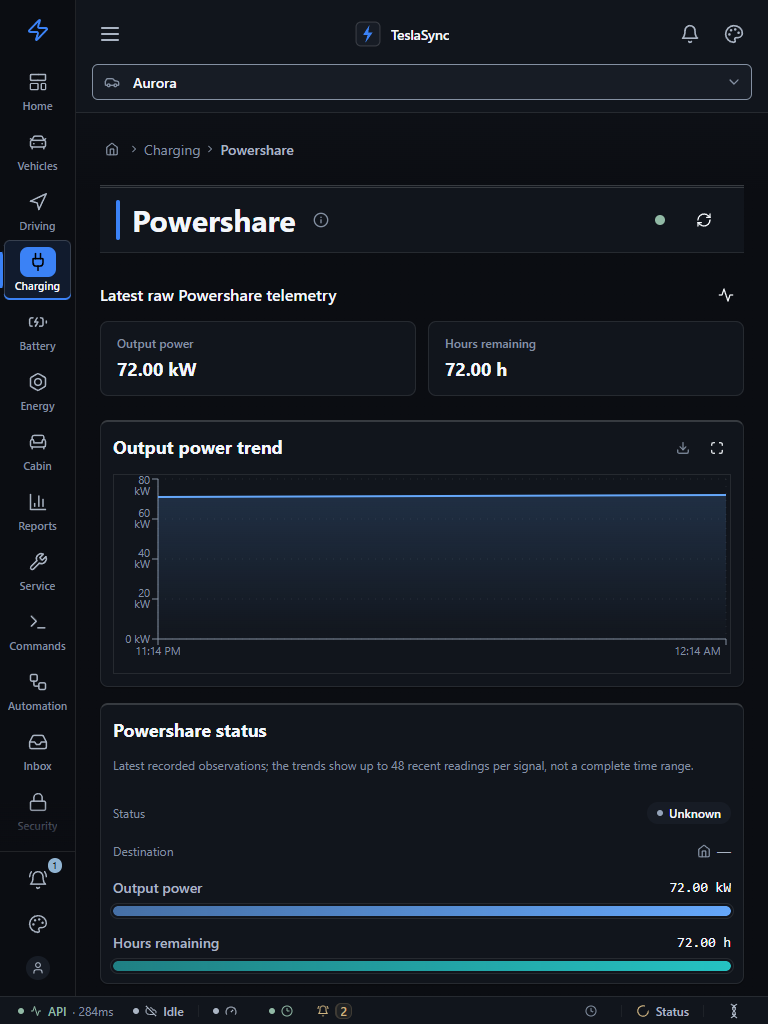 TeslaSync
Aurora
Home
Vehicles
Driving
Charging
Battery
Energy
Cabin
Reports
Service
Commands
Automation
Inbox
Security
1
Charging Powershare
Powershare
Latest raw Powershare telemetry
Output power
72.00 kW
Hours remaining
72.00 h
Output power trend
80 kW
60 kW
40 kW
20 kW
0 kW
11:14 PM 12:14 AM
Powershare status
Latest recorded observations; the trends show up to 48 recent readings per signal, not a complete time range.
Status Unknown
Destination —
Output power 72.00 kW
Hours remaining 72.00 h
API · 284ms Idle 2 Status